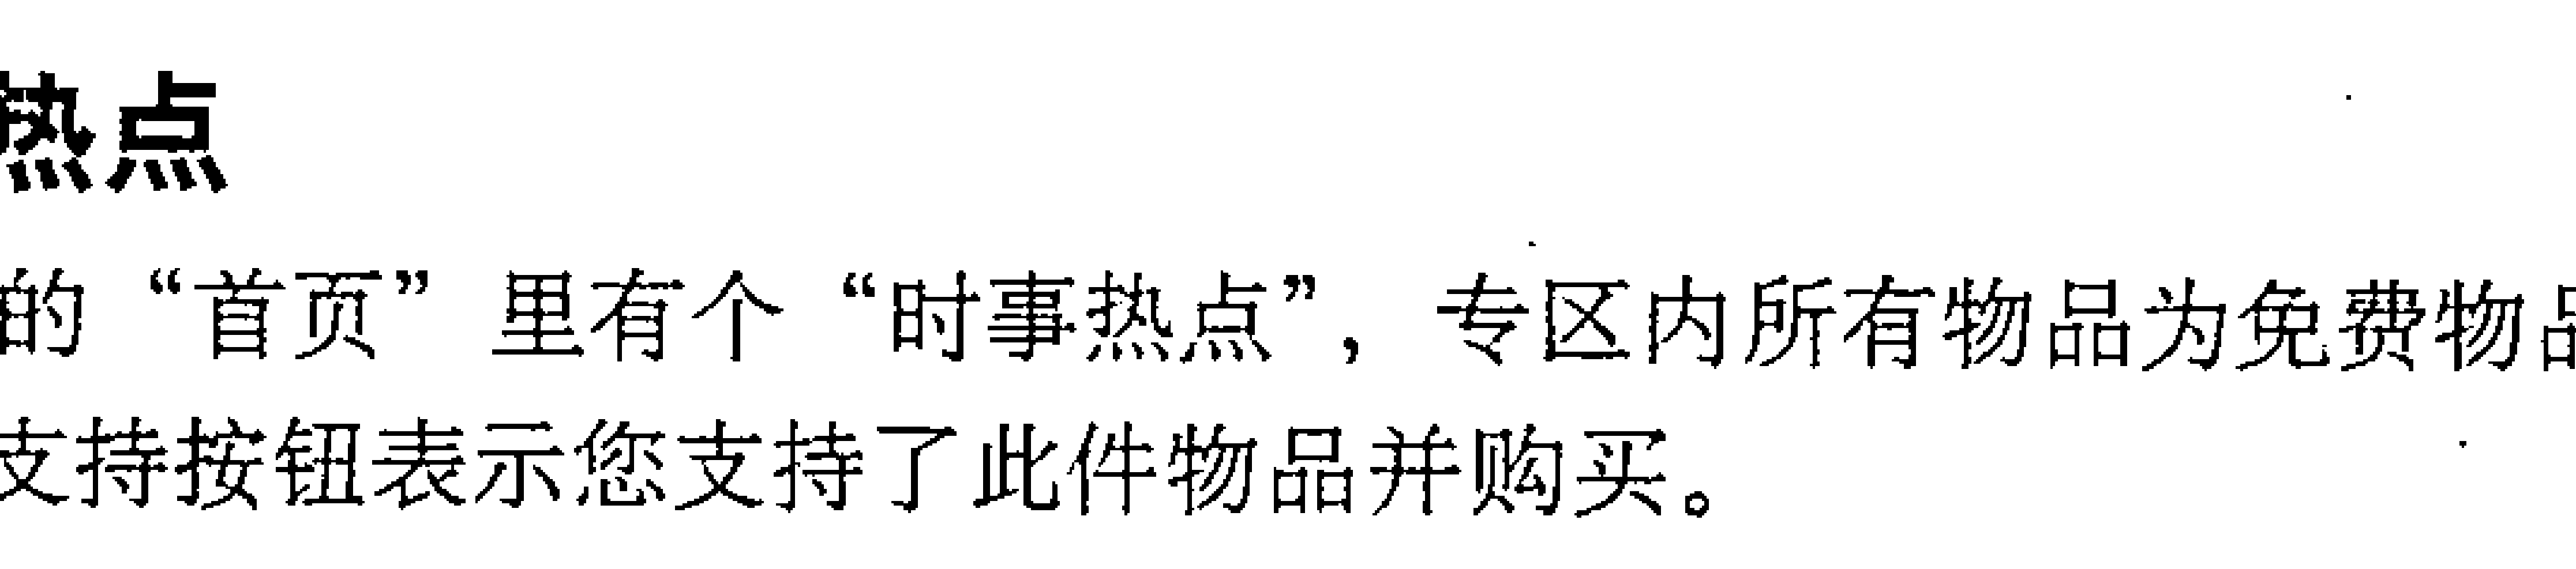 热点
的“首页”里有个“时事热点”，专区内所有物品为免费物品
支持按钮表示您支持了此件物品并购买。